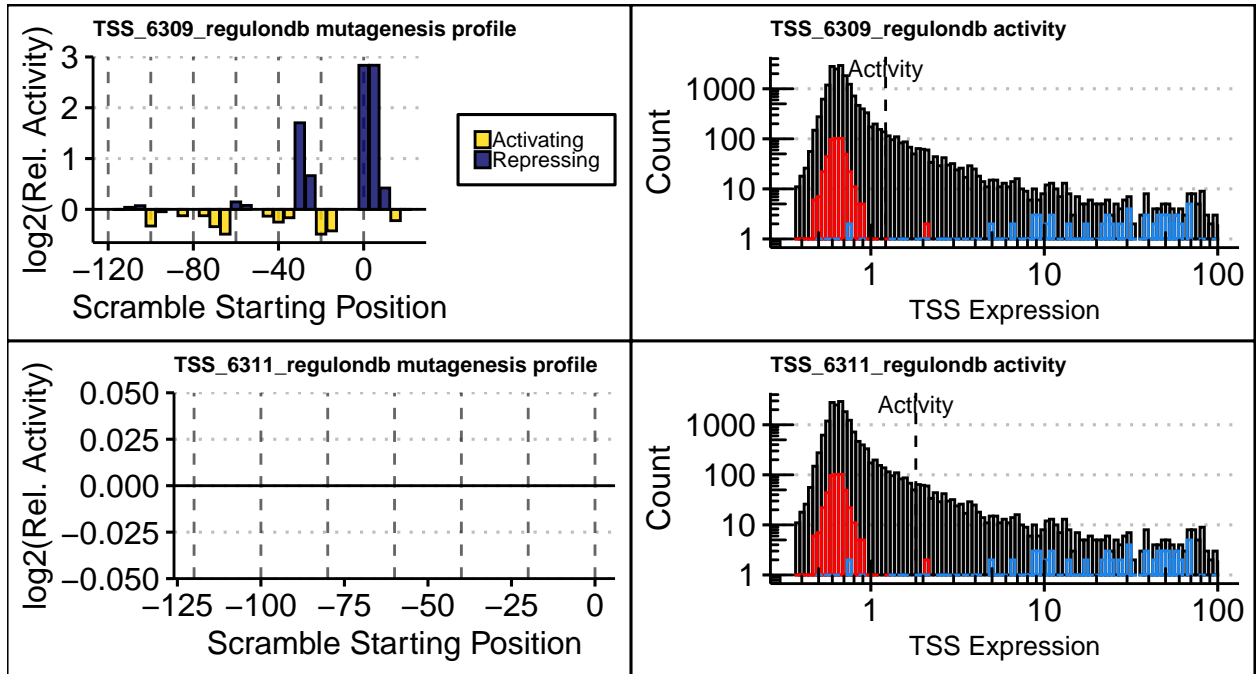 TSS_6309_regulondb mutagenesis profile
log2(Rel. Activity)
3
2
1
0
−120
−80
−40
0
Scramble Starting Position
Activating
Repressing
TSS_6309_regulondb activity
Activity
Count
1000
100
10
1
1
10
100
TSS Expression
TSS_6311_regulondb mutagenesis profile
log2(Rel. Activity)
0.050
0.025
0.000
−0.025
−0.050
−125
−100
−75
−50
−25
0
Scramble Starting Position
TSS_6311_regulondb activity
Activity
Count
1000
100
10
1
1
10
100
TSS Expression